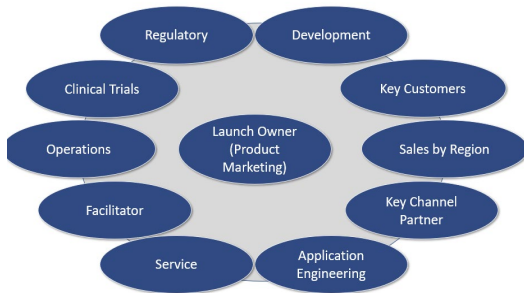 Regulatory
Development
Clinical Trials
Key Customers
Operations
Launch Owner
(Product
Marketing)
Sales by Region
Facilitator
Key Channel
Partner
Service
Application
Engineering